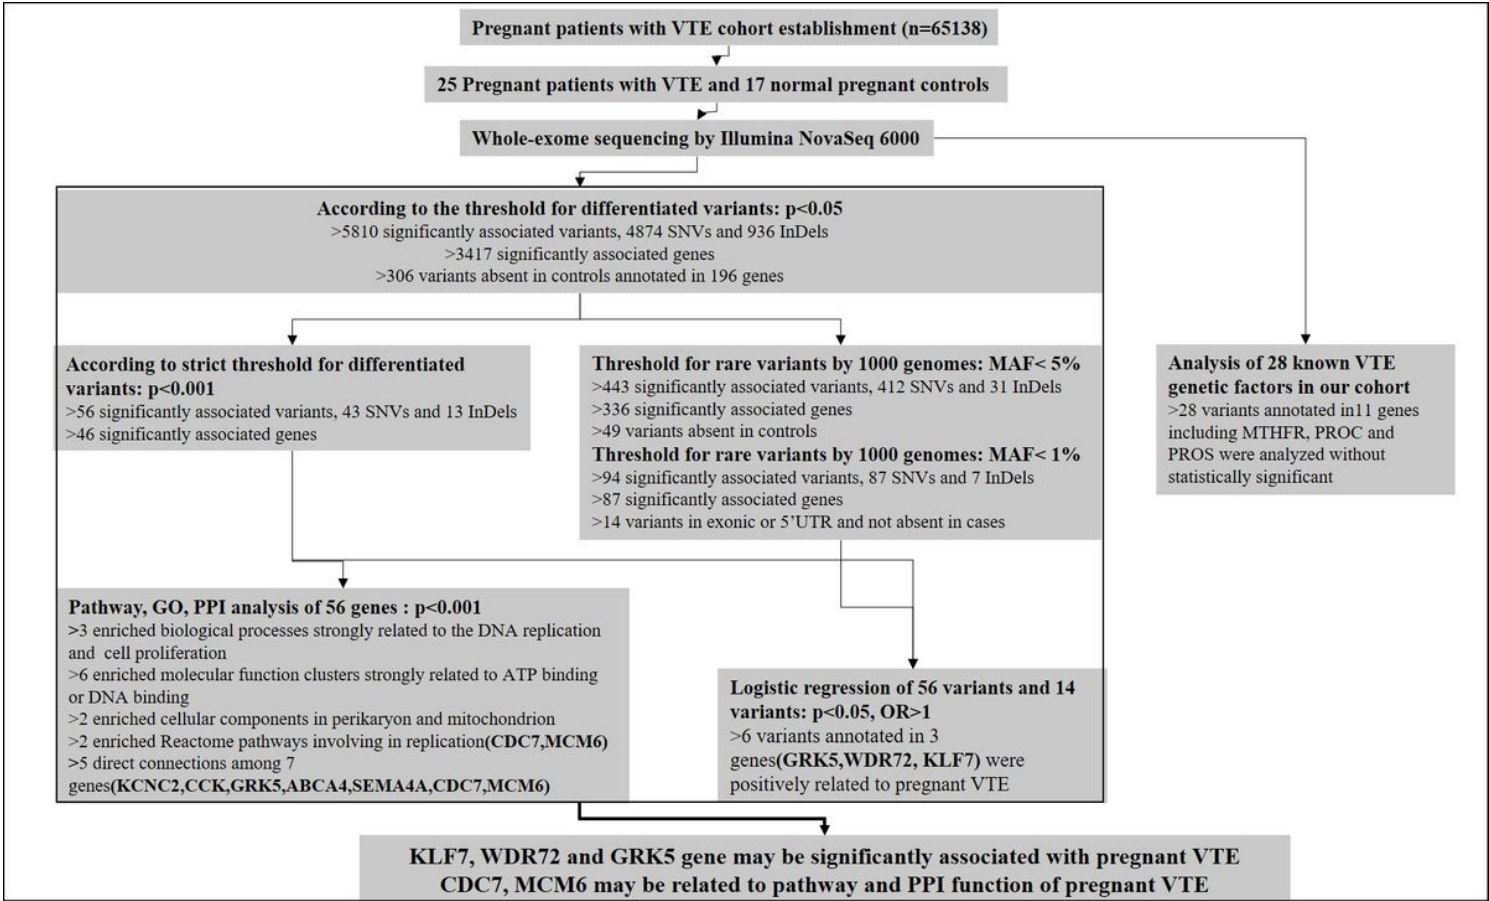 Pregnant patients with VTE cohort establishment (n=65138)
25 Pregnant patients with VTE and 17 normal pregnant controls
Whole-exome sequencing by Illumina NovaSeq 6000
According to the threshold for differentiated variants: p<0.05
>5810 significantly associated variants, 4874 SNVs and 936 InDels
>3417 significantly associated genes
>306 variants absent in controls annotated in 196 genes
According to strict threshold for differentiated
variants: p<0.001
>56 significantly associated variants, 43 SNVs and 13 InDels
>46 significantly associated genes
Threshold for rare variants by 1000 genomes: MAF< 5%
>443 significantly associated variants, 412 SNVs and 31 InDels
>336 significantly associated genes
>49 variants absent in controls
Threshold for rare variants by 1000 genomes: MAF< 1%
>94 significantly associated variants, 87 SNVs and 7 InDels
>87 significantly associated genes
>14 variants in exonic or 5’UTR and not absent in cases
Analysis of 28 known VTE
genetic factors in our cohort
>28 variants annotated in11 genes
including MTHFR, PROC and
PROS were analyzed without
statistically significant
Pathway, GO, PPI analysis of 56 genes : p<0.001
>3 enriched biological processes strongly related to the DNA replication
and cell proliferation
>6 enriched molecular function clusters strongly related to ATP binding
or DNA binding
>2 enriched cellular components in perikaryon and mitochondrion
>2 enriched Reactome pathways involving in replication(CDC7,MCM6)
>5 direct connections among 7
genes(KCNC2,CCK,GRK5,ABCA4,SEMA4A,CDC7,MCM6)
Logistic regression of 56 variants and 14
variants: p<0.05, OR>1
>6 variants annotated in 3
genes(GRK5,WDR72, KLF7) were
positively related to pregnant VTE
KLF7, WDR72 and GRK5 gene may be significantly associated with pregnant VTE
CDC7, MCM6 may be related to pathway and PPI function of pregnant VTE